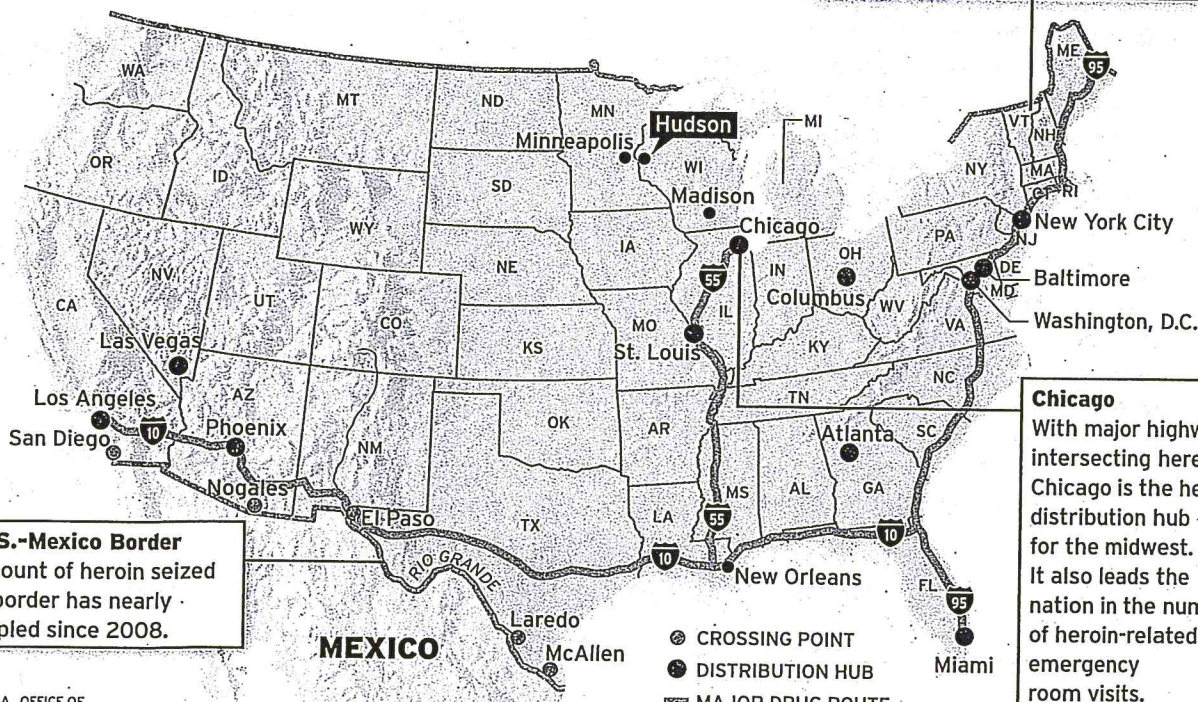 WA
MT
ND
MN
ME
95
VT
NH
Hudson
MI
Minneapolis
OR
ID
SD
WI
NY
MA
CT
RI
Madison
WY
Chicago
New York City
IA
PA
NJ
NV
NE
OH
IN
DE
Baltimore
55
MD
CA
UT
Columbus
WV
IL
CO
MO
VA
Washington, D.C.
Las Vegas
KS
St. Louis
KY
NC
Los Angeles
AZ
TN
10
Phoenix
OK
AR
Atlanta
SC
San Diego
NM
Nogales
MS
AL
GA
El Paso
TX
LA
55
10
10
RIO GRANDE
New Orleans
FL
95
Laredo
MEXICO
McAllen
Miami
CROSSING POINT
DISTRIBUTION HUB
MAJOR DRUG ROUTE
S.-Mexico Border
ount of heroin seized
border has nearly
pled since 2008.
Chicago
With major highw
intersecting here
Chicago is the he
distribution hub
for the midwest.
It also leads the
nation in the num
of heroin-related
emergency
room visits.
A, OFFICE OF